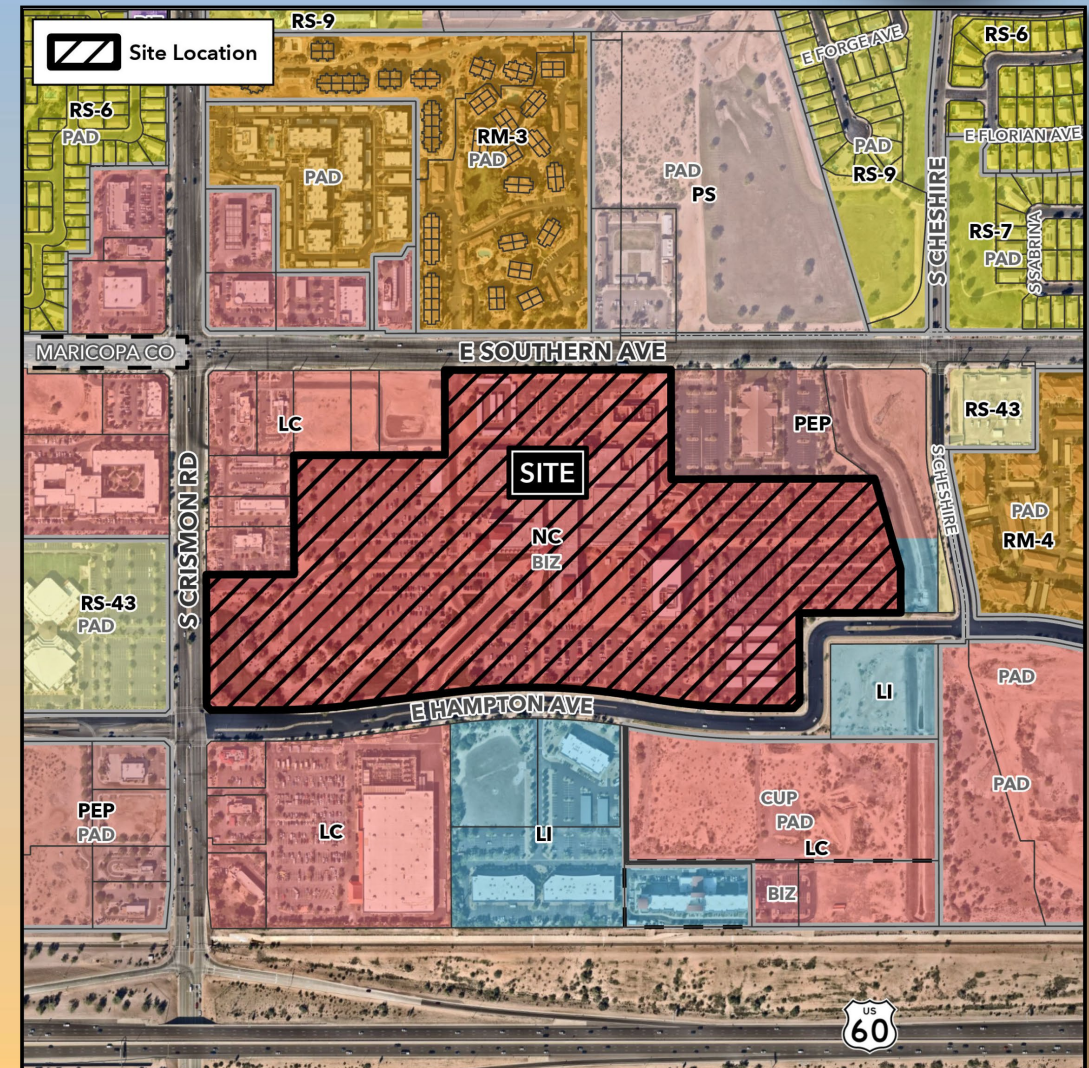 RS-9
Site Location
RS-6
PAD
PAD
RM-3
PAD
PAD
PS
E FORGE AVE
PAD
RS-9
RS-6
E FLORIAN AVE
S CHESHIRE
RS-7
PAD
S SABRINA
MARICOPA CO
E SOUTHERN AVE
LC
PEP
RS-43
S CRISMON RD
SITE
NC
BIZ
S CHESHIRE
PAD
RM-4
RS-43
PAD
E HAMPTON AVE
LI
PAD
PEP
PAD
LC
LI
CUP
PAD
LC
BIZ
PAD
US
60